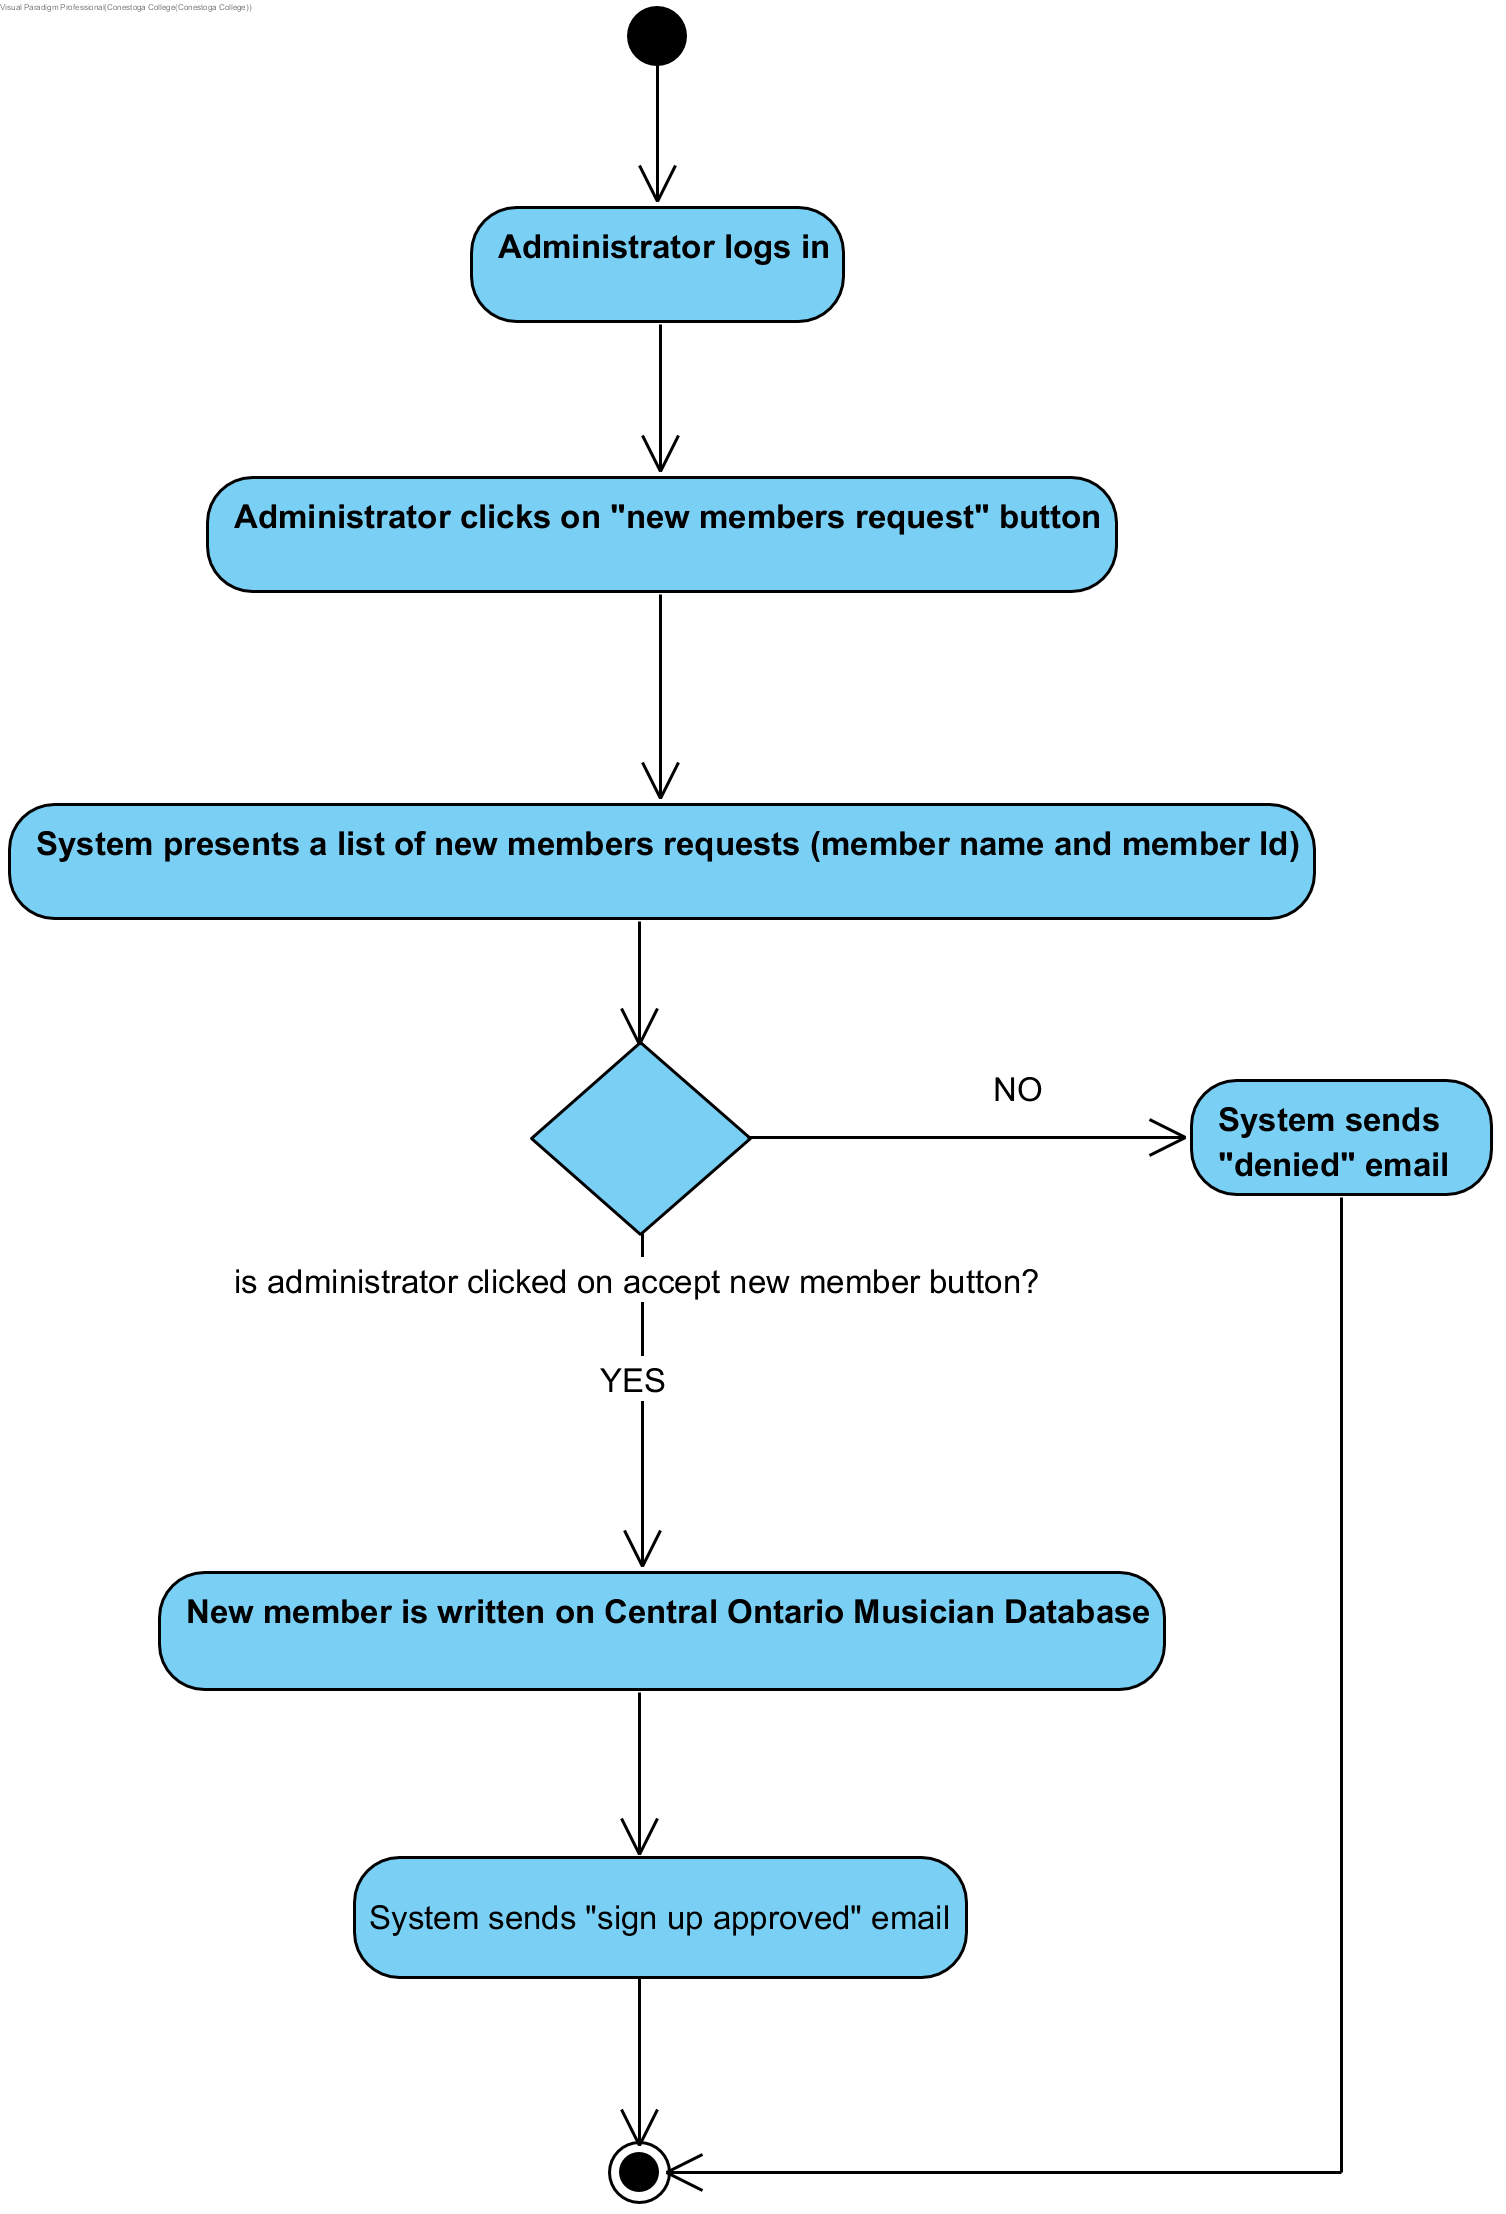 Visual Paradigm Professional(Conestoga College(Conestoga College))
Administrator logs in
Administrator clicks on "new members request" button
System presents a list of new members requests (member name and member Id)
NO
System sends
"denied" email
is administrator clicked on accept new member button?
YES
New member is written on Central Ontario Musician Database
System sends "sign up approved" email